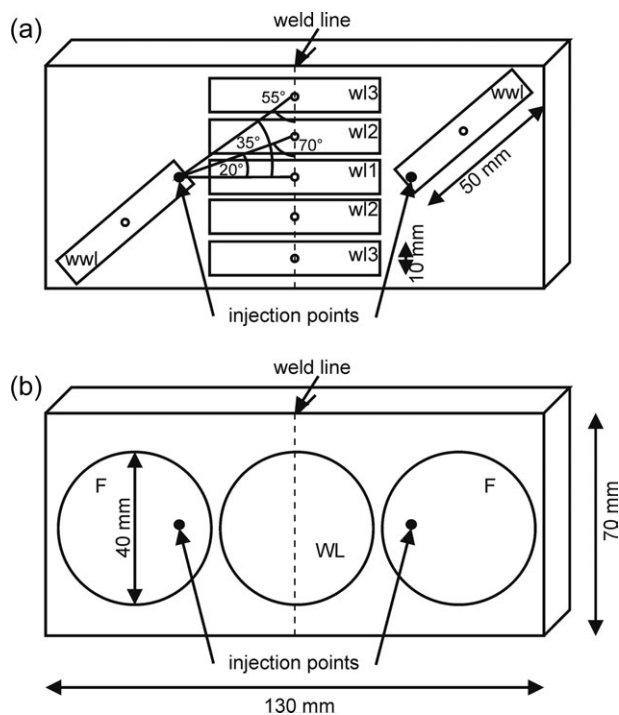 (a)
weld line
wl3
wwl
55°
wl2
35°
70°
20°
wl1
50 mm
wl2
wwl
wl3
10 mm
injection points
(b)
weld line
F
F
40 mm
WL
70 mm
injection points
130 mm